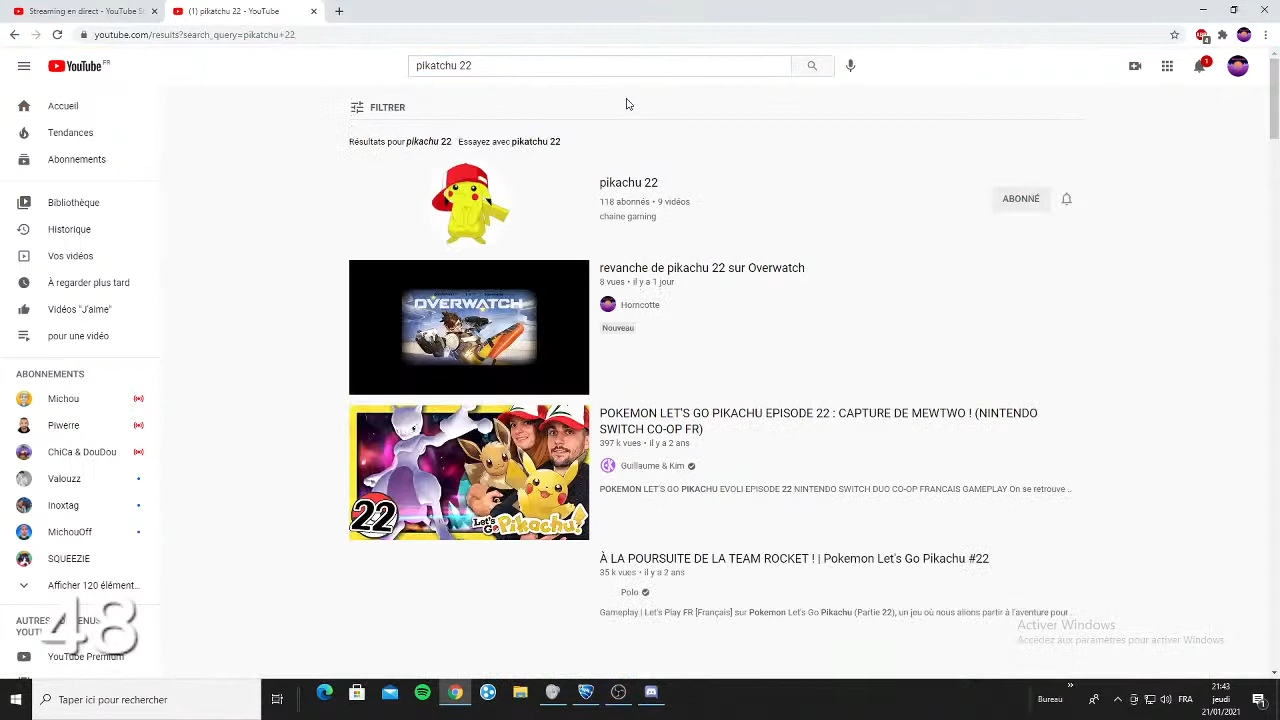 Streaming en direct - YouTube St
(1) pikachu 22 - YouTube
youtube.com/results?search_query=pikatchu+22
4
YouTube FR
pikatchu 22
1
FILTRER
Accueil
Tendances
Abonnements
Bibliothèque
Historique
Vos vidéos
À regarder plus tard
Vidéos "J'aime"
pour une vidéo
ABONNEMENTS
Michou
Pïwerre
ChiCa & DouDou
Valouzz
Inoxtag
MichouOff
SQUEEZIE
Afficher 120 élément...
YouTube Premium
48
Résultats pour pikachu 22 Essayez avec pikatchu 22
pikachu 22
118 abonnés • 9 vidéos
chaine gaming
ABONNÉ
OVERWATCH
revanche de pikachu 22 sur Overwatch
8 vues • il y a 1 jour
Horncotte
Nouveau
22
Let's Go Pikachu!
POKEMON LET'S GO PIKACHU EPISODE 22 : CAPTURE DE MEWTWO ! (NINTENDO
SWITCH CO-OP FR)
397 k vues • il y a 2 ans
Guillaume & Kim
POKEMON LET'S GO PIKACHU EVOLI EPISODE 22 NINTENDO SWITCH DUO CO-OP FRANCAIS GAMEPLAY On se retrouve ...
À LA POURSUITE DE LA TEAM ROCKET ! | Pokemon Let's Go Pikachu #22
35 k vues • il y a 2 ans
Polo
Gameplay | Let's Play FR [Français] sur Pokemon Let's Go Pikachu (Partie 22), un jeu où nous allons partir à l'aventure pour...
Activer Windows
Accédez aux paramètres pour activer Windows.
Taper ici pour rechercher
Bureau
»
FR
21:43
jeudi
21/01/2021